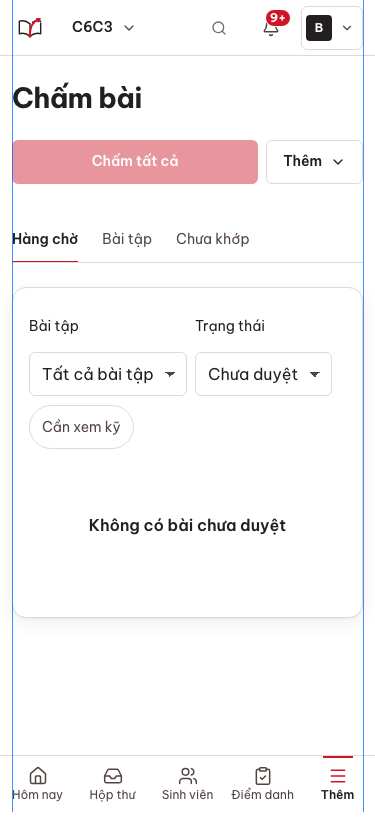 C6C3
9+
B
Chấm bài
Chấm tất cả
Thêm
Hàng chờ
Bài tập
Chưa khớp
Bài tập
Trạng thái
Tất cả bài tập
Chưa duyệt
Cần xem kỹ
Không có bài chưa duyệt
Hôm nay
Hộp thư
Sinh viên
Điểm danh
Thêm